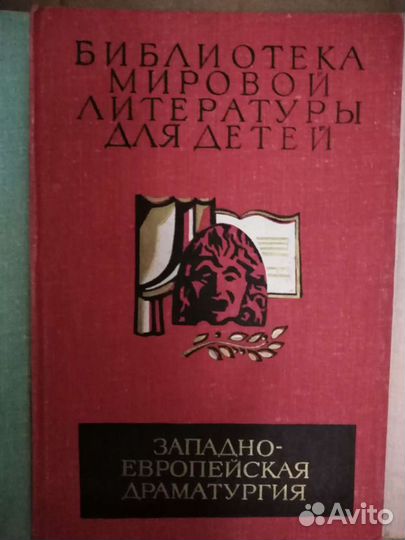 БИБЛИОТЕКА
МИРОВОЙ
ЛИТЕРАТУРЫ
ДЛЯ ДЕТЕЙ
ЗАПАДНО-
ЕВРОПЕЙСКАЯ
ДРАМАТУРГИЯ
Avito